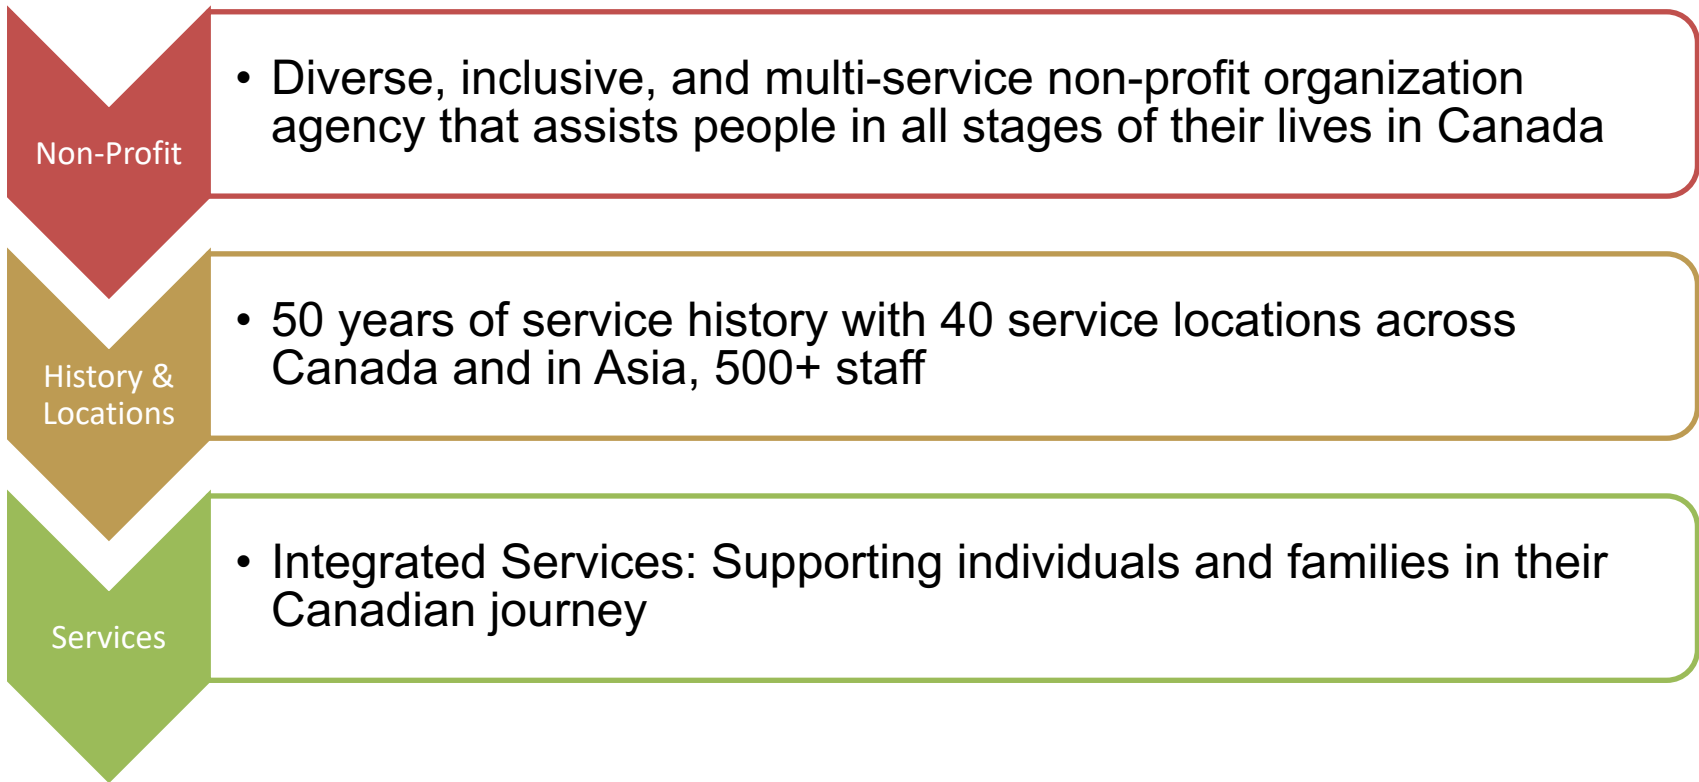 Non-Profit
• Diverse, inclusive, and multi-service non-profit organization
agency that assists people in all stages of their lives in Canada
History &
Locations
• 50 years of service history with 40 service locations across
Canada and in Asia, 500+ staff
Services
• Integrated Services: Supporting individuals and families in their
Canadian journey